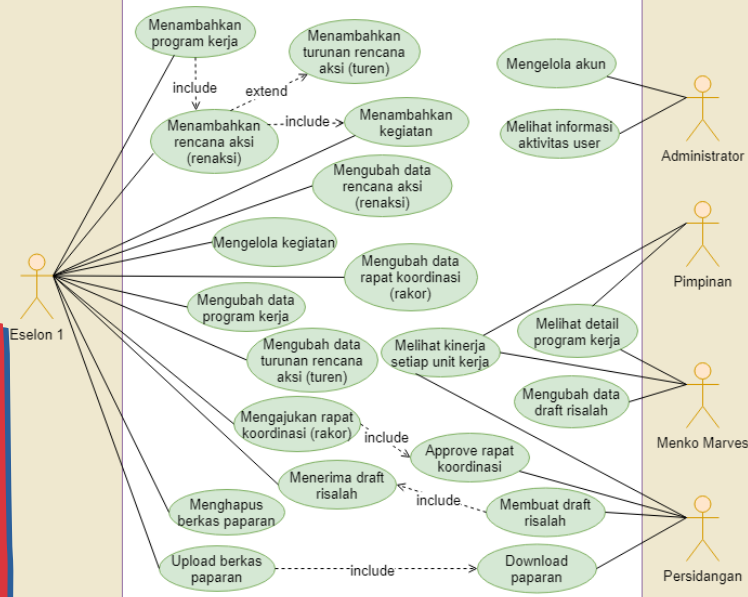 Menambahkan
program kerja
Menambahkan
turunan rencana
aksi (turen)
Mengelola akun
include
extend
Menambahkan
rencana aksi
(renaksi)
include
Menambahkan
kegiatan
Melihat informasi
aktivitas user
Administrator
Mengubah data
rencana aksi
(renaksi)
Mengelola kegiatan
Mengubah data
rapat koordinasi
(rakor)
Pimpinan
Eselon 1
Mengubah data
program kerja
Melihat detail
program kerja
Mengubah data
turunan rencana
aksi (turen)
Melihat kinerja
setiap unit kerja
Mengubah data
draft risalah
Menko Marves
Mengajukan rapat
koordinasi (rakor)
include
Approve rapat
koordinasi
Menerima draft
risalah
include
Membuat draft
risalah
Menghapus
berkas paparan
Persidangan
Upload berkas
paparan
include
Download
paparan